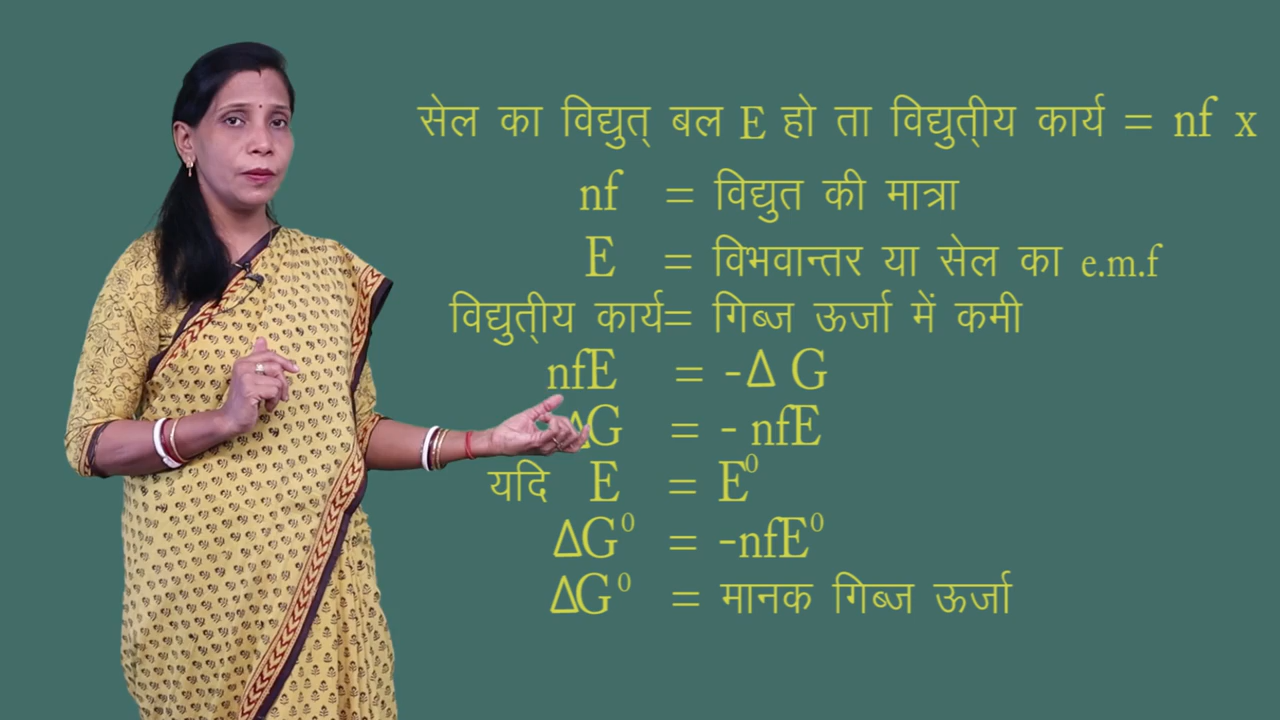 सेल का विद्युत् बल E हो ता विद्युत्ीय कार्य = nf x
nf = विद्युत की मात्रा
E = विभवान्तर या सेल का e.m.f
विद्युत्ीय कार्य= गिब्ज ऊर्जा में कमी
nfE = -Δ G
ΔG = - nfE
यदि E = E⁰
ΔG⁰ = -nfE⁰
ΔG⁰ = मानक गिब्ज ऊर्जा